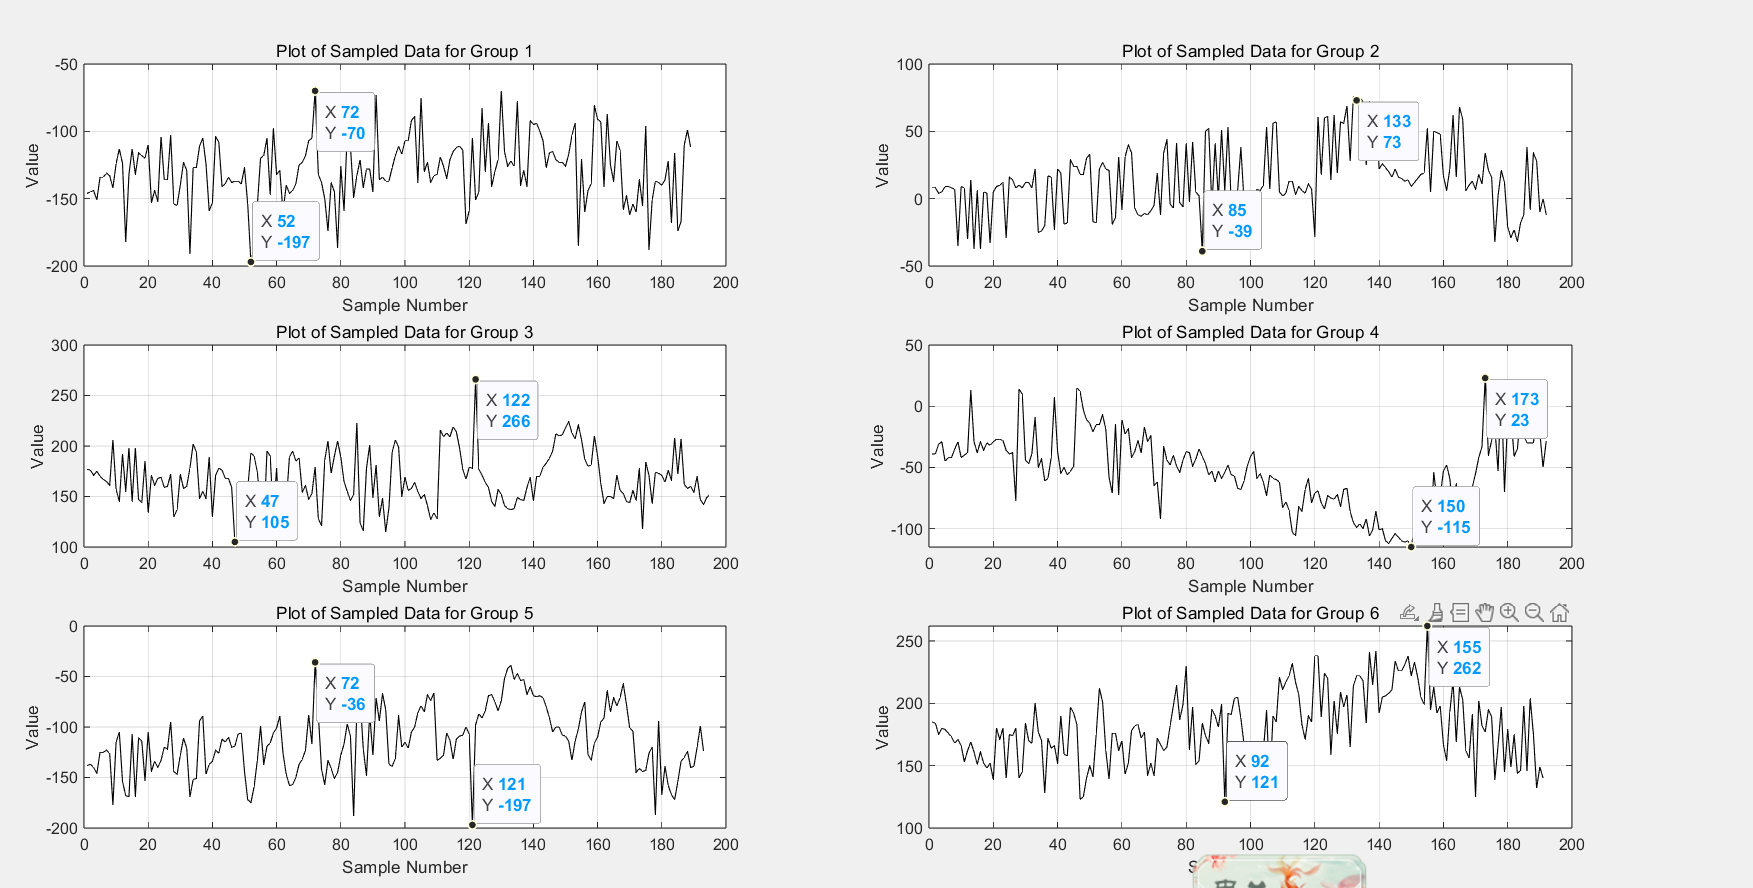 Plot of Sampled Data for Group 1
-50
-100
-150
-200
Value
X 72
Y -70
X 52
Y -197
0 20 40 60 80 100 120 140 160 180 200
Sample Number
Plot of Sampled Data for Group 2
100
50
0
-50
Value
X 133
Y 73
X 85
Y -39
0 20 40 60 80 100 120 140 160 180 200
Sample Number
Plot of Sampled Data for Group 3
300
250
200
150
100
Value
X 122
Y 266
X 47
Y 105
0 20 40 60 80 100 120 140 160 180 200
Sample Number
Plot of Sampled Data for Group 4
50
0
-50
-100
Value
X 173
Y 23
X 150
Y -115
0 20 40 60 80 100 120 140 160 180 200
Sample Number
Plot of Sampled Data for Group 5
0
-50
-100
-150
-200
Value
X 72
Y -36
X 121
Y -197
0 20 40 60 80 100 120 140 160 180 200
Sample Number
Plot of Sampled Data for Group 6
250
200
150
100
Value
X 155
Y 262
X 92
Y 121
0 20 40 60 80 100 120 140 160 180 200